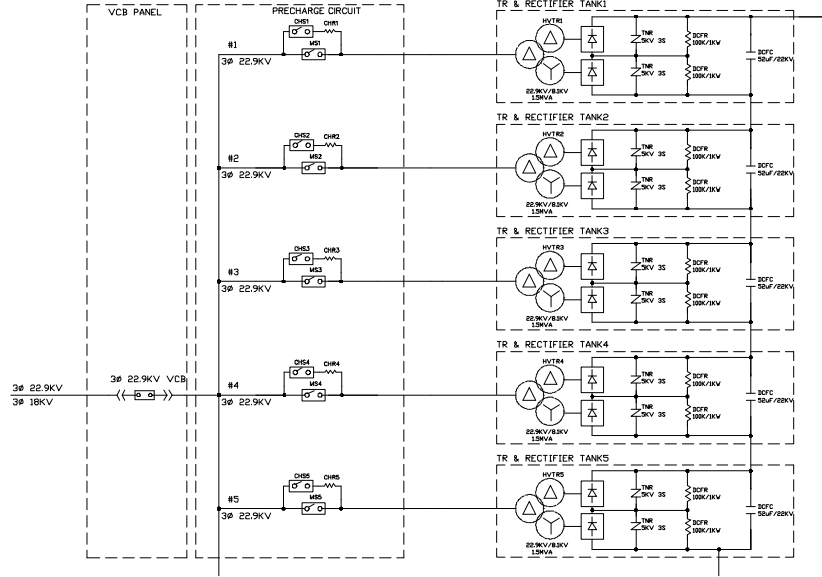 VCB PANEL
PRECHARGE CIRCUIT
TR & RECTIFIER TANK1
CHS1 CHR1
#1 MS1
3Ø 22.9KV
HVTR1
22.9KV/8.1KV
1.5MVA
TNR
5KV 3S
TNR
5KV 3S
DCFR
100K/1KW
DCFR
100K/1KW
DCFC
52uF/22KV
TR & RECTIFIER TANK2
CHS2 CHR2
#2 MS2
3Ø 22.9KV
HVTR2
22.9KV/8.1KV
1.5MVA
TNR
5KV 3S
TNR
5KV 3S
DCFR
100K/1KW
DCFR
100K/1KW
DCFC
52uF/22KV
TR & RECTIFIER TANK3
CHS3 CHR3
#3 MS3
3Ø 22.9KV
HVTR3
22.9KV/8.1KV
1.5MVA
TNR
5KV 3S
TNR
5KV 3S
DCFR
100K/1KW
DCFR
100K/1KW
DCFC
52uF/22KV
TR & RECTIFIER TANK4
3Ø 22.9KV
3Ø 18KV
3Ø 22.9KV VCB
CHS4 CHR4
#4 MS4
3Ø 22.9KV
HVTR4
22.9KV/8.1KV
1.5MVA
TNR
5KV 3S
TNR
5KV 3S
DCFR
100K/1KW
DCFR
100K/1KW
DCFC
52uF/22KV
TR & RECTIFIER TANK5
CHS5 CHR5
#5 MS5
3Ø 22.9KV
HVTR5
22.9KV/8.1KV
1.5MVA
TNR
5KV 3S
TNR
5KV 3S
DCFR
100K/1KW
DCFR
100K/1KW
DCFC
52uF/22KV